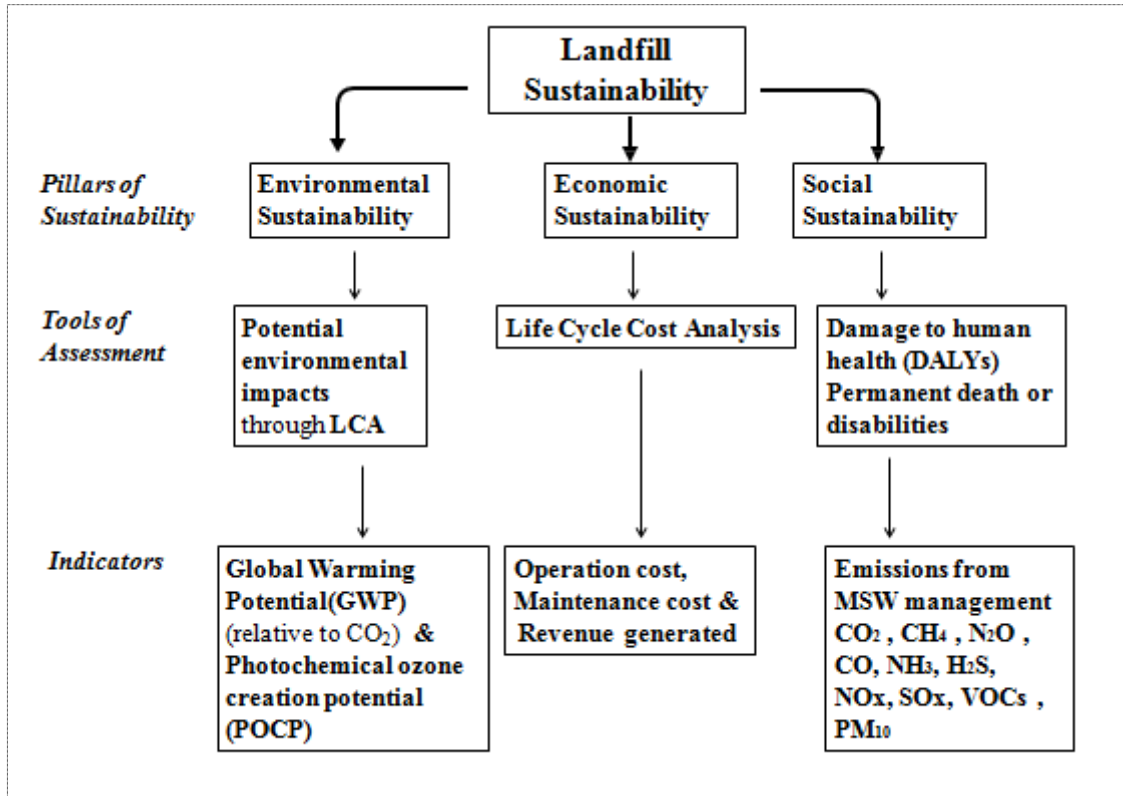 Landfill
Sustainability
Pillars of
Sustainability
Environmental
Sustainability
Economic
Sustainability
Social
Sustainability
Tools of
Assessment
Potential
environmental
impacts
through LCA
Life Cycle Cost Analysis
Damage to human
health (DALYs)
Permanent death or
disabilities
Indicators
Global Warming
Potential(GWP)
(relative to CO₂) &
Photochemical ozone
creation potential
(POCP)
Operation cost,
Maintenance cost &
Revenue generated
Emissions from
MSW management
CO₂ , CH₄ , N₂O ,
CO, NH₃, H₂S,
NOx, SOx, VOCs ,
PM₁₀